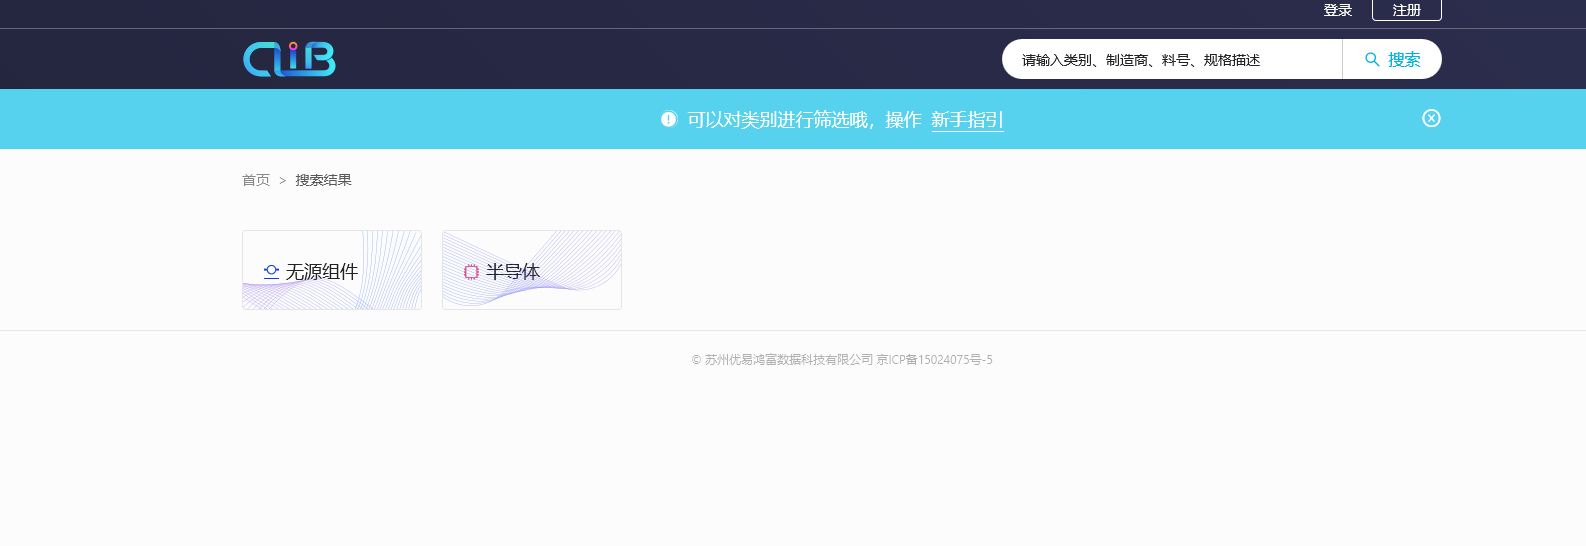 登录 注册
CLIB
请输入类别、制造商、料号、规格描述 搜索
可以对类别进行筛选哦，操作 新手指引
首页 > 搜索结果
无源组件 半导体
© 苏州优易鸿富数据科技有限公司 京ICP备15024075号-5